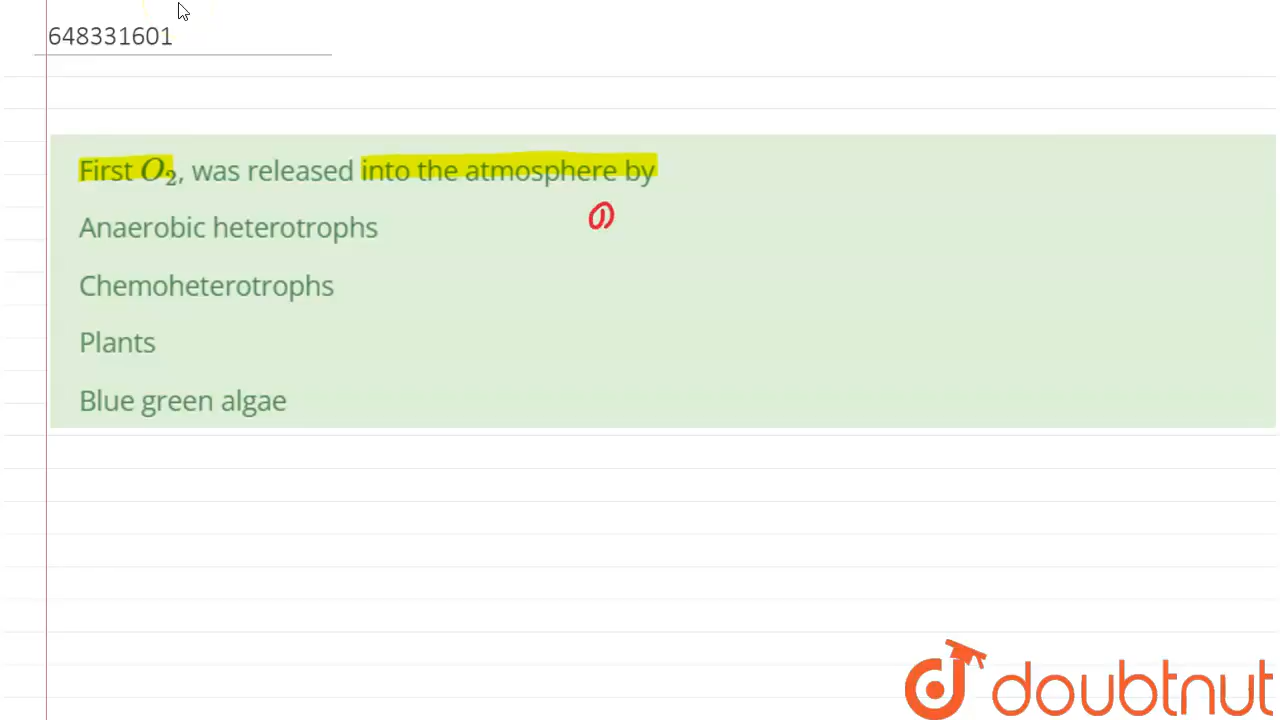 648331601
First O₂, was released into the atmosphere by
Anaerobic heterotrophs
Chemoheterotrophs
Plants
Blue green algae
doubtnut